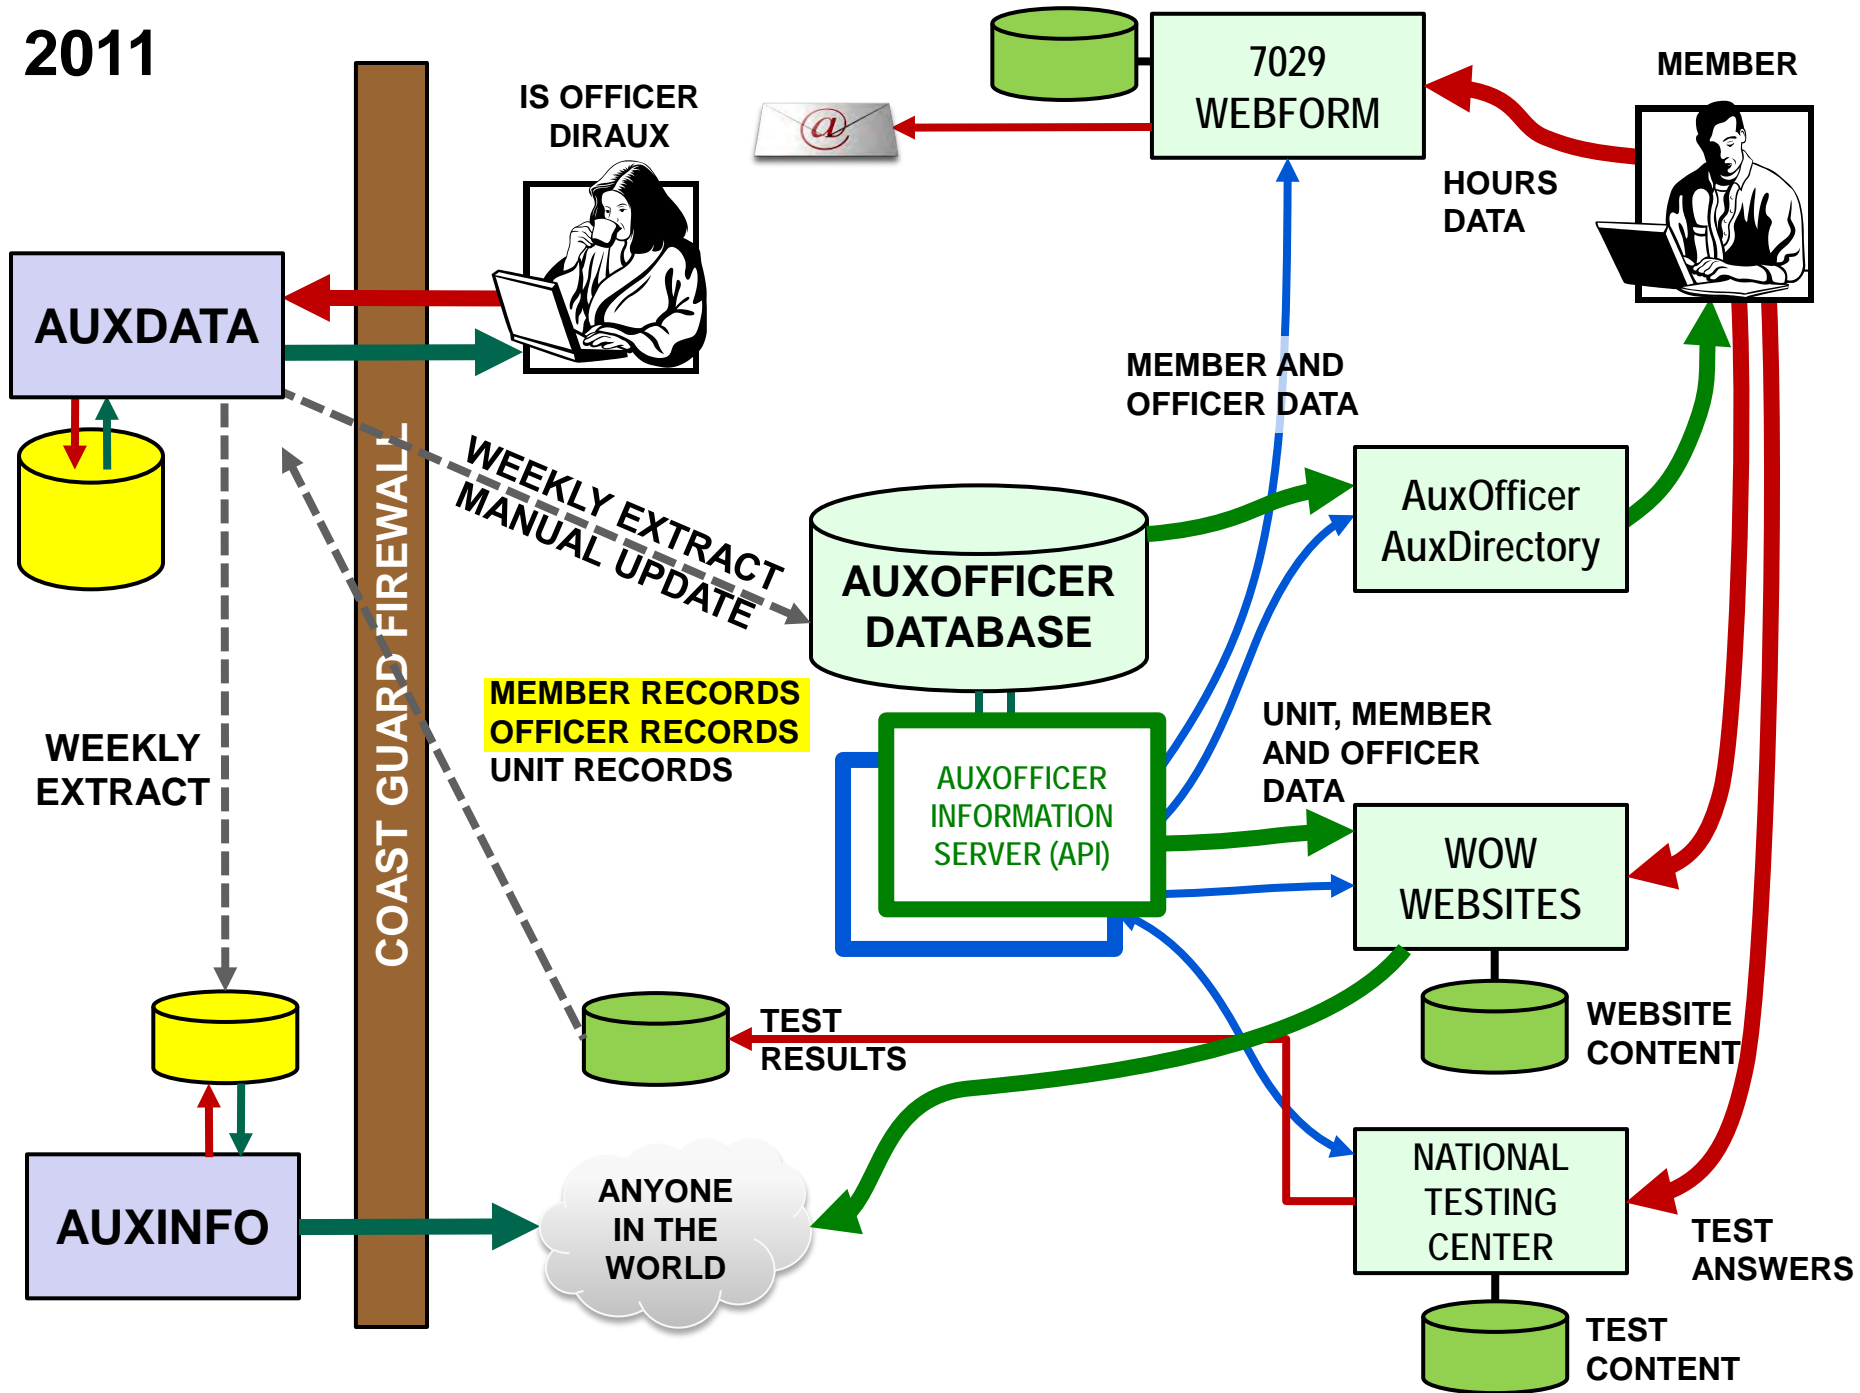 2011
IS OFFICER
DIRAUX
7029
WEBFORM
MEMBER
@
HOURS
DATA
AUXDATA
MEMBER AND
OFFICER DATA
COAST GUARD FIREWALL
WEEKLY EXTRACT
MANUAL UPDATE
AuxOfficer
AuxDirectory
AUXOFFICER
DATABASE
MEMBER RECORDS
OFFICER RECORDS
UNIT RECORDS
UNIT, MEMBER
AND OFFICER
DATA
WEEKLY
EXTRACT
AUXOFFICER
INFORMATION
SERVER (API)
WOW
WEBSITES
TEST
RESULTS
WEBSITE
CONTENT
AUXINFO
ANYONE
IN THE
WORLD
NATIONAL
TESTING
CENTER
TEST
ANSWERS
TEST
CONTENT